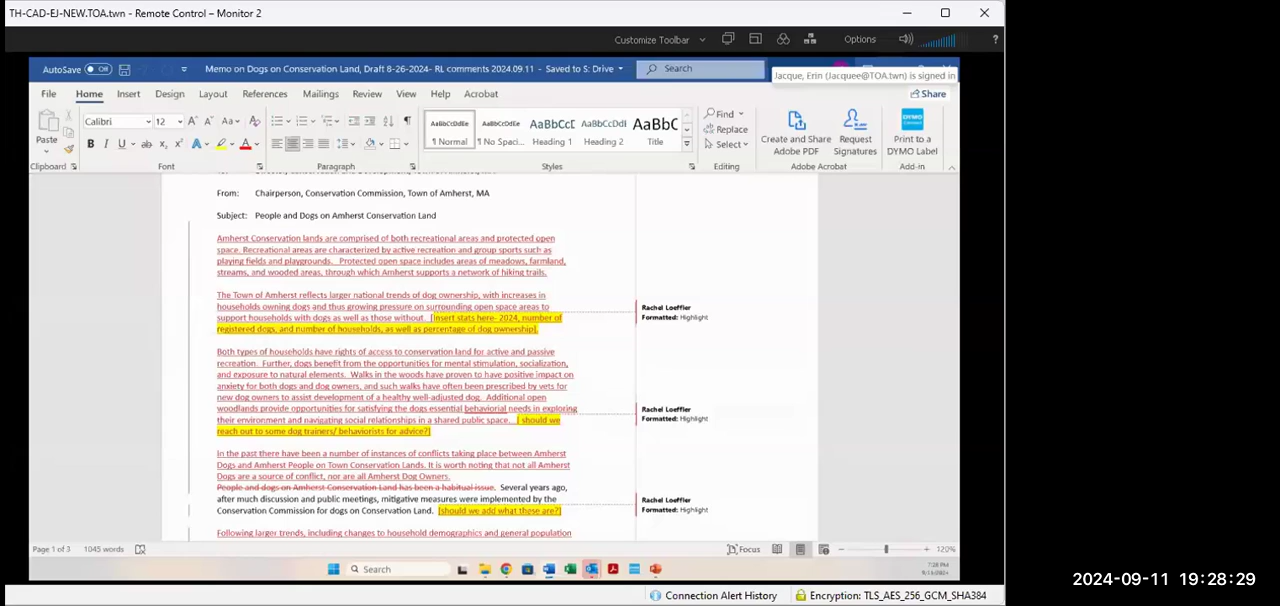 TH-CAD-EJ-NEW.TOA.twn - Remote Control – Monitor 2
Customize Toolbar
Options
?
AutoSave Off
Memo on Dogs on Conservation Land, Draft 8-26-2024- RL comments 2024.09.11 - Saved to S: Drive
Search
Jacque, Erin (Jacquee@TOA.twn) is signed in
File Home Insert Design Layout References Mailings Review View Help Acrobat
Share
Paste
Calibri 12
AaBbCcDdEe AaBbCcDdEe AaBbCcC AaBbCcDdI AaBbC
¶ Normal ¶ No Spaci... Heading 1 Heading 2 Title
Find
Replace
Select
Create and Share Adobe PDF
Request Signatures
Print to a DYMO Label
Clipboard Font Paragraph Styles Editing Adobe Acrobat Add-in
From: Chairperson, Conservation Commission, Town of Amherst, MA
Subject: People and Dogs on Amherst Conservation Land
Amherst Conservation lands are comprised of both recreational areas and protected open
space. Recreational areas are characterized by active recreation and group sports such as
playing fields and playgrounds. Protected open space includes areas of meadows, farmland,
streams, and wooded areas, through which Amherst supports a network of hiking trails.
The Town of Amherst reflects larger national trends of dog ownership, with increases in
households owning dogs and thus growing pressure on surrounding open space areas to
support households with dogs as well as those without. [Insert stats here- 2024, number of
registered dogs, and number of households, as well as percentage of dog ownership].
Rachel Loeffler
Formatted: Highlight
Both types of households have rights of access to conservation land for active and passive
recreation. Further, dogs benefit from the opportunities for mental stimulation, socialization,
and exposure to natural elements. Walks in the woods have proven to have positive impact on
anxiety for both dogs and dog owners, and such walks have often been prescribed by vets for
new dog owners to assist development of a healthy well-adjusted dog. Additional open
woodlands provide opportunities for satisfying the dogs essential behaviorial needs in exploring
their environment and navigating social relationships in a shared public space. [ should we
reach out to some dog trainers/ behaviorists for advice?]
Rachel Loeffler
Formatted: Highlight
In the past there have been a number of instances of conflicts taking place between Amherst
Dogs and Amherst People on Town Conservation Lands. It is worth noting that not all Amherst
Dogs are a source of conflict, nor are all Amherst Dog Owners.
People and dogs on Amherst Conservation Land has been a habitual issue. Several years ago,
after much discussion and public meetings, mitigative measures were implemented by the
Conservation Commission for dogs on Conservation Land. [should we add what these are?]
Rachel Loeffler
Formatted: Highlight
Following larger trends, including changes to household demographics and general population
Page 1 of 3 1045 words
Focus
120%
Search
7:28 PM
9/11/2024
Connection Alert History Encryption: TLS_AES_256_GCM_SHA384
2024-09-11 19:28:29